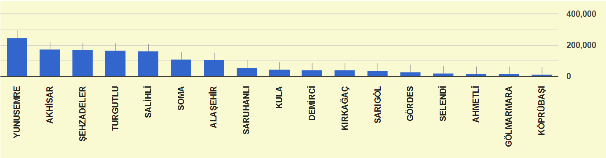 400,000
200,000
0
YUNUSEMRE
AKHİSAR
ŞEHZADELER
TURGUTLU
SALİHLİ
SOMA
ALAŞEHİR
SARUHANLI
KULA
DEMİRCİ
KIRKAĞAÇ
SARIGÖL
GÖRDES
SELENDİ
AHMETLİ
GÖLMARMARA
KÖPRÜBAŞI